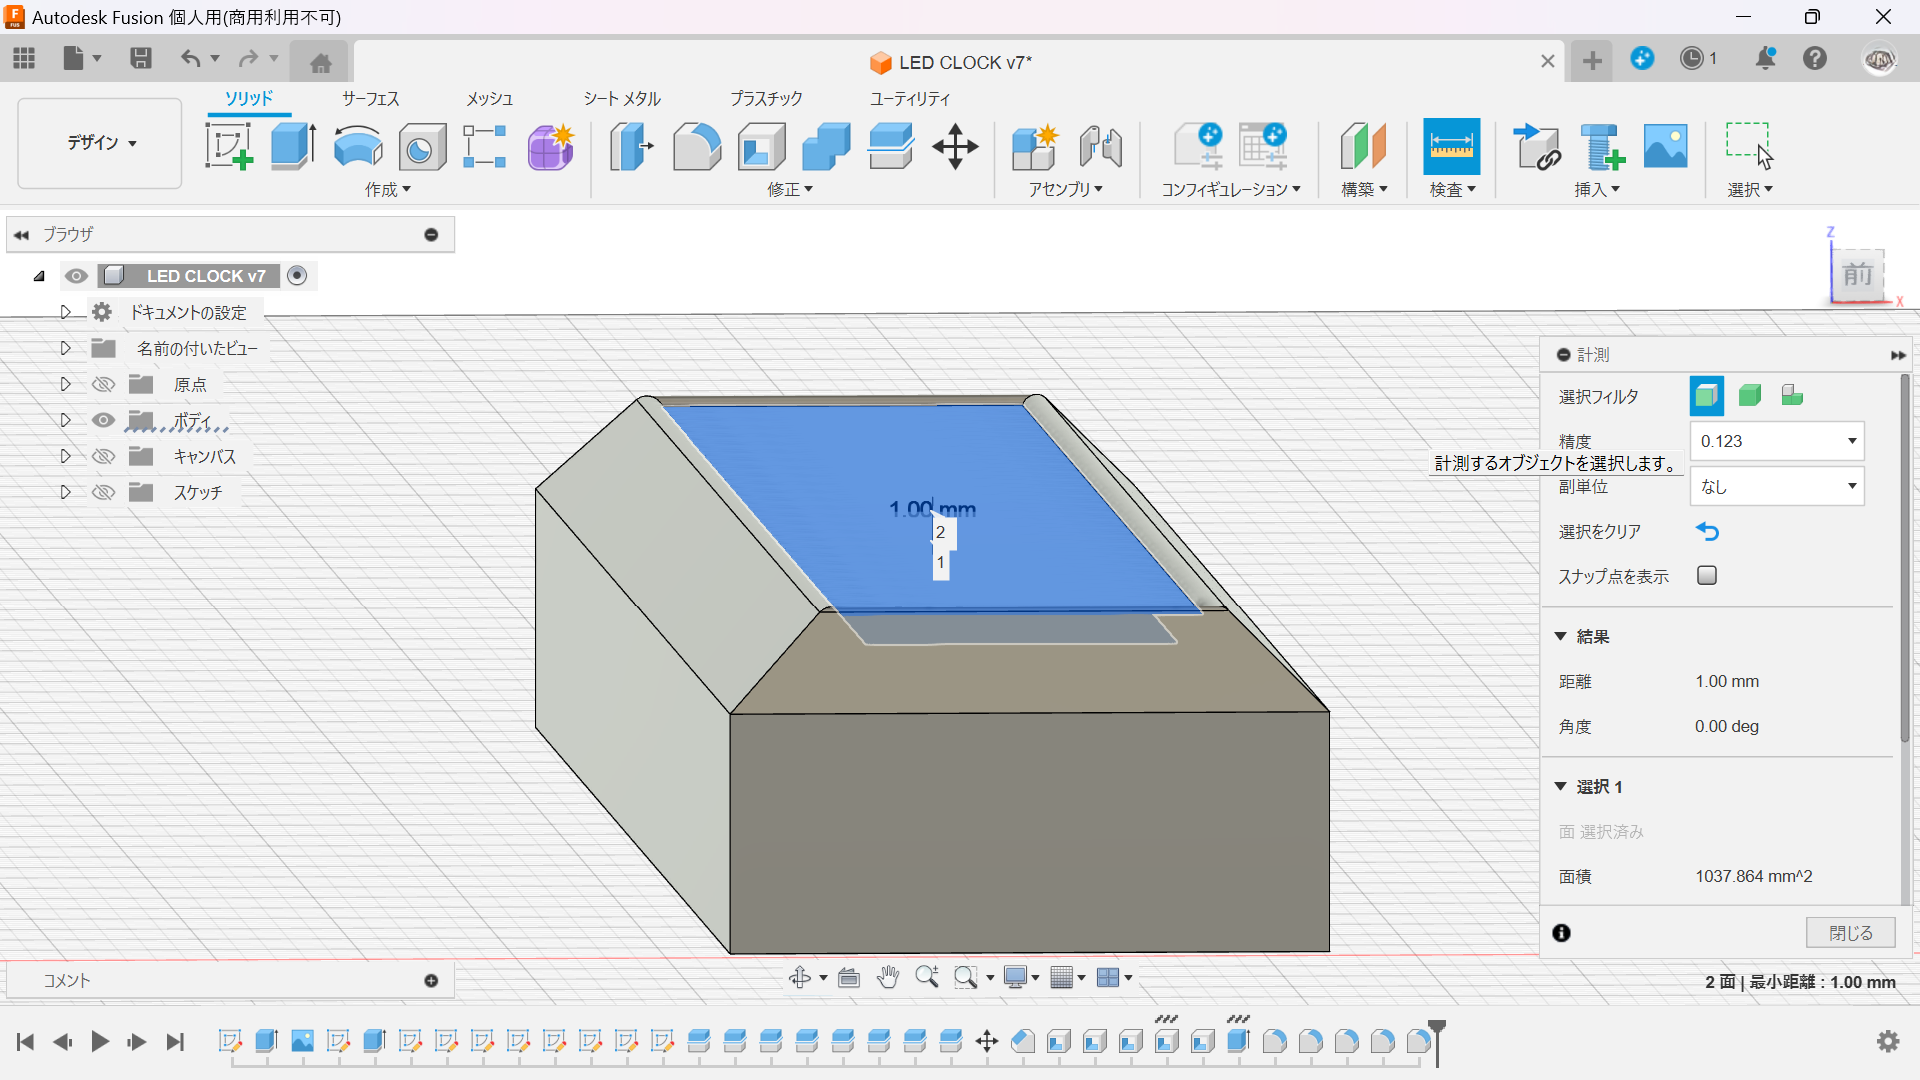 Autodesk Fusion 個人用(商用利用不可)
LED CLOCK v7*
1
ソリッド サーフェス メッシュ シート メタル プラスチック ユーティリティ
デザイン
作成 修正 アセンブリ コンフィギュレーション 構築 検査 挿入 選択
ブラウザ
LED CLOCK v7
ドキュメントの設定
名前の付いたビュー
原点
ボディ
キャンバス
スケッチ
Z
前
X
1.00 mm
2
1
計測
選択フィルタ
精度 0.123
計測するオブジェクトを選択します。
副単位 なし
選択をクリア
スナップ点を表示
結果
距離 1.00 mm
角度 0.00 deg
選択 1
面 選択済み
面積 1037.864 mm^2
閉じる
コメント
2 面 | 最小距離 : 1.00 mm